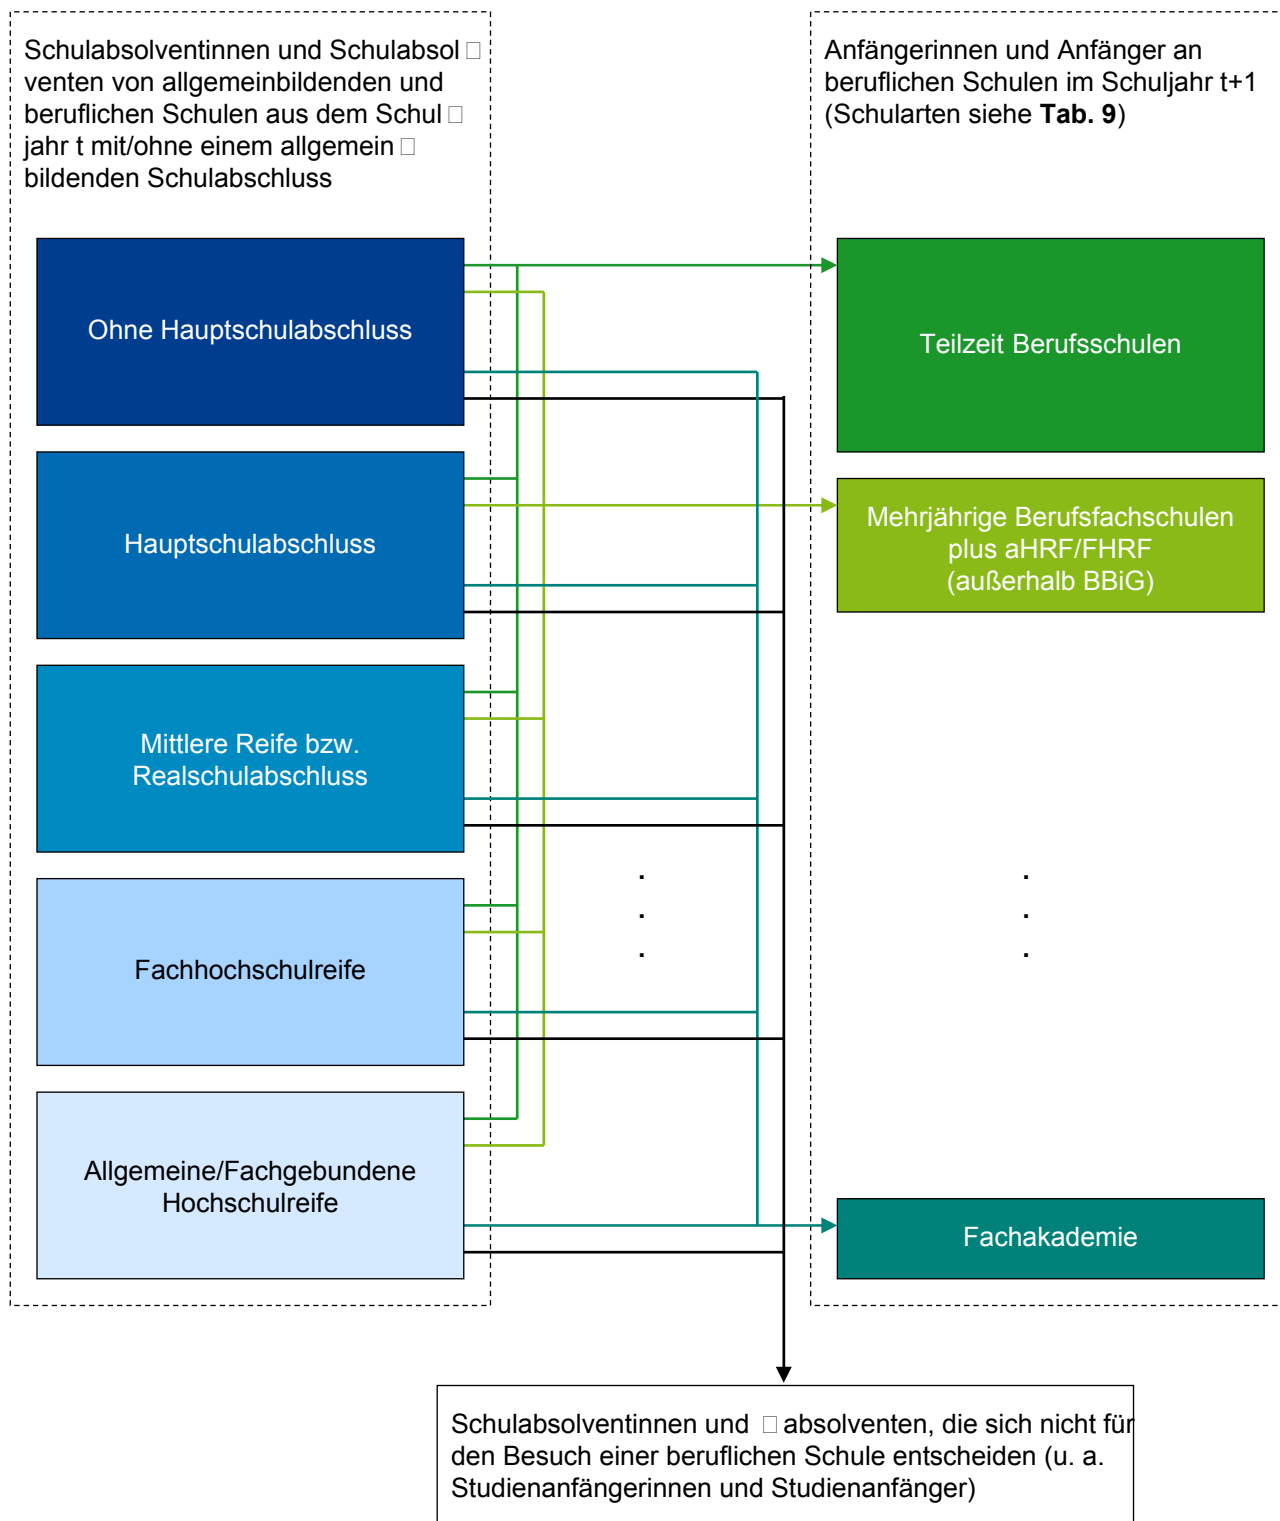 Schulabsolventinnen und Schulabsol □
venten von allgemeinbildenden und
beruflichen Schulen aus dem Schul □
jahr t mit/ohne einem allgemein □
bildenden Schulabschluss
Ohne Hauptschulabschluss
Hauptschulabschluss
Mittlere Reife bzw.
Realschulabschluss
Fachhochschulreife
Allgemeine/Fachgebundene
Hochschulreife
.
.
.
Anfängerinnen und Anfänger an
beruflichen Schulen im Schuljahr t+1
(Schularten siehe Tab. 9)
Teilzeit Berufsschulen
Mehrjährige Berufsfachschulen
plus aHRF/FHRF
(außerhalb BBiG)
.
.
.
Fachakademie
Schulabsolventinnen und □ absolventen, die sich nicht für
den Besuch einer beruflichen Schule entscheiden (u. a.
Studienanfängerinnen und Studienanfänger)